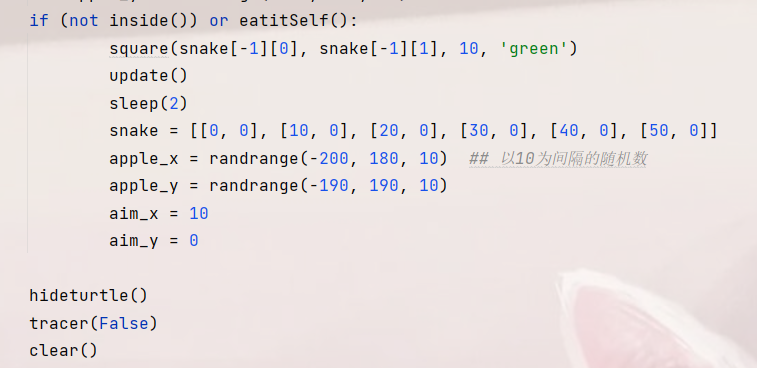 if (not inside()) or eatitSelf():
square(snake[-1][0], snake[-1][1], 10, 'green')
update()
sleep(2)
snake = [[0, 0], [10, 0], [20, 0], [30, 0], [40, 0], [50, 0]]
apple_x = randrange(-200, 180, 10)  ## 以10为间隔的随机数
apple_y = randrange(-190, 190, 10)
aim_x = 10
aim_y = 0
hideturtle()
tracer(False)
clear()